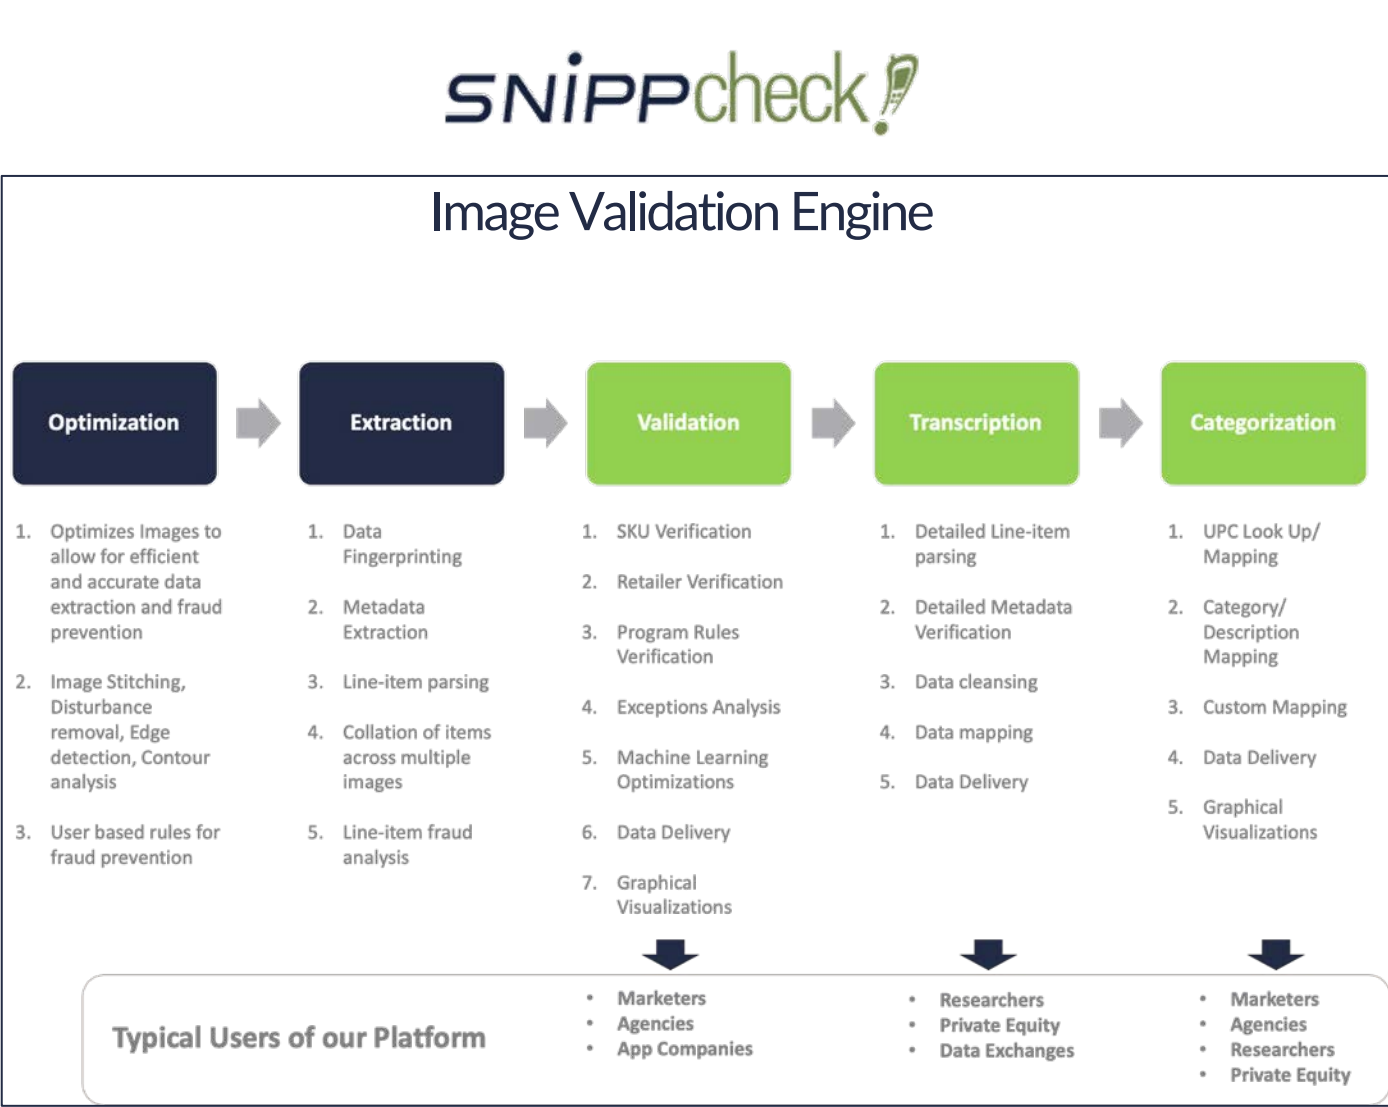 SNiPPcheck!
Image Validation Engine
Optimization
Extraction
Validation
Transcription
Categorization
1. Optimizes Images to
allow for efficient
and accurate data
extraction and fraud
prevention
2. Image Stitching,
Disturbance
removal, Edge
detection, Contour
analysis
3. User based rules for
fraud prevention
1. Data
Fingerprinting
2. Metadata
Extraction
3. Line-item parsing
4. Collation of items
across multiple
images
5. Line-item fraud
analysis
1. SKU Verification
2. Retailer Verification
3. Program Rules
Verification
4. Exceptions Analysis
5. Machine Learning
Optimizations
6. Data Delivery
7. Graphical
Visualizations
1. Detailed Line-item
parsing
2. Detailed Metadata
Verification
3. Data cleansing
4. Data mapping
5. Data Delivery
1. UPC Look Up/
Mapping
2. Category/
Description
Mapping
3. Custom Mapping
4. Data Delivery
5. Graphical
Visualizations
Typical Users of our Platform
• Marketers
• Agencies
• App Companies
• Researchers
• Private Equity
• Data Exchanges
• Marketers
• Agencies
• Researchers
• Private Equity